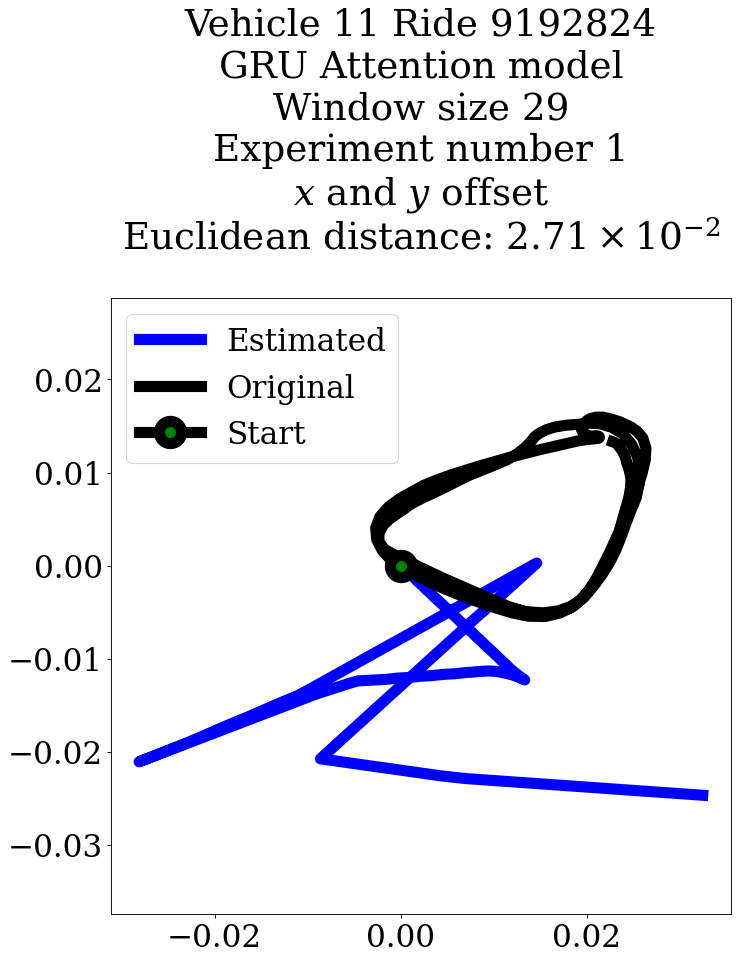 Vehicle 11 Ride 9192824
GRU Attention model
Window size 29
Experiment number 1
x and y offset
Euclidean distance: 2.71 × 10⁻²
Estimated
Original
Start
0.02
0.01
0.00
−0.01
−0.02
−0.03
−0.02 0.00 0.02